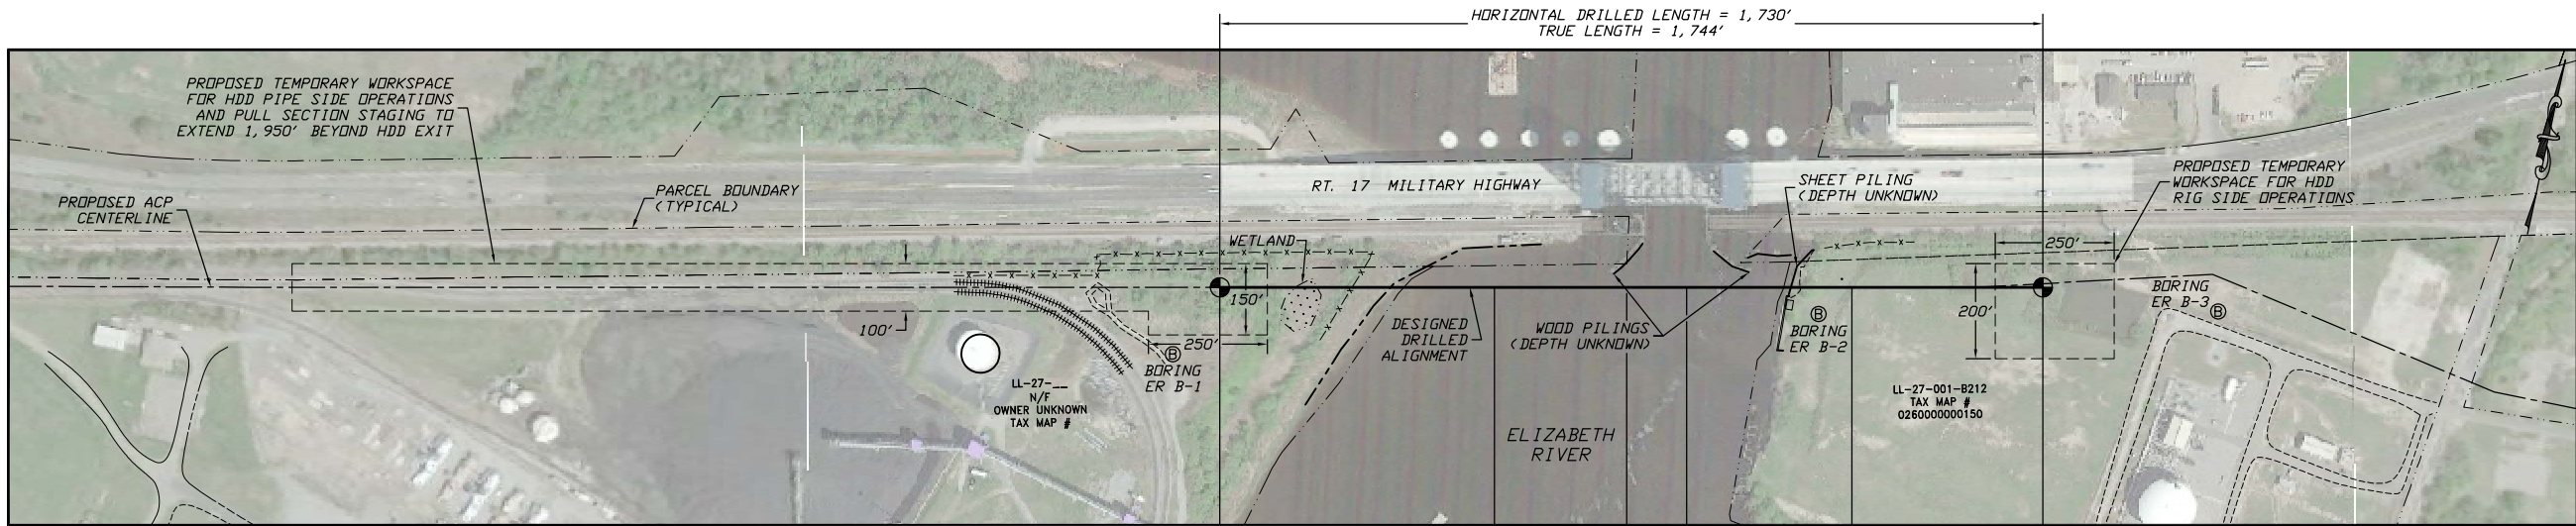 HORIZONTAL DRILLED LENGTH = 1,730'
TRUE LENGTH = 1,744'
PROPOSED TEMPORARY WORKSPACE
FOR HDD PIPE SIDE OPERATIONS
AND PULL SECTION STAGING TO
EXTEND 1,950' BEYOND HDD EXIT
PROPOSED ACP
CENTERLINE
PARCEL BOUNDARY
(TYPICAL)
RT. 17 MILITARY HIGHWAY
SHEET PILING
(DEPTH UNKNOWN)
PROPOSED TEMPORARY
WORKSPACE FOR HDD
RIG SIDE OPERATIONS
WETLAND
250'
150'
100'
250'
200'
B
BORING
ER B-1
DESIGNED
DRILLED
ALIGNMENT
WOOD PILINGS
(DEPTH UNKNOWN)
B
BORING
ER B-2
BORING
ER B-3
B
LL-27-__
N/F
OWNER UNKNOWN
TAX MAP #
LL-27-001-B212
TAX MAP #
0260000000150
ELIZABETH
RIVER